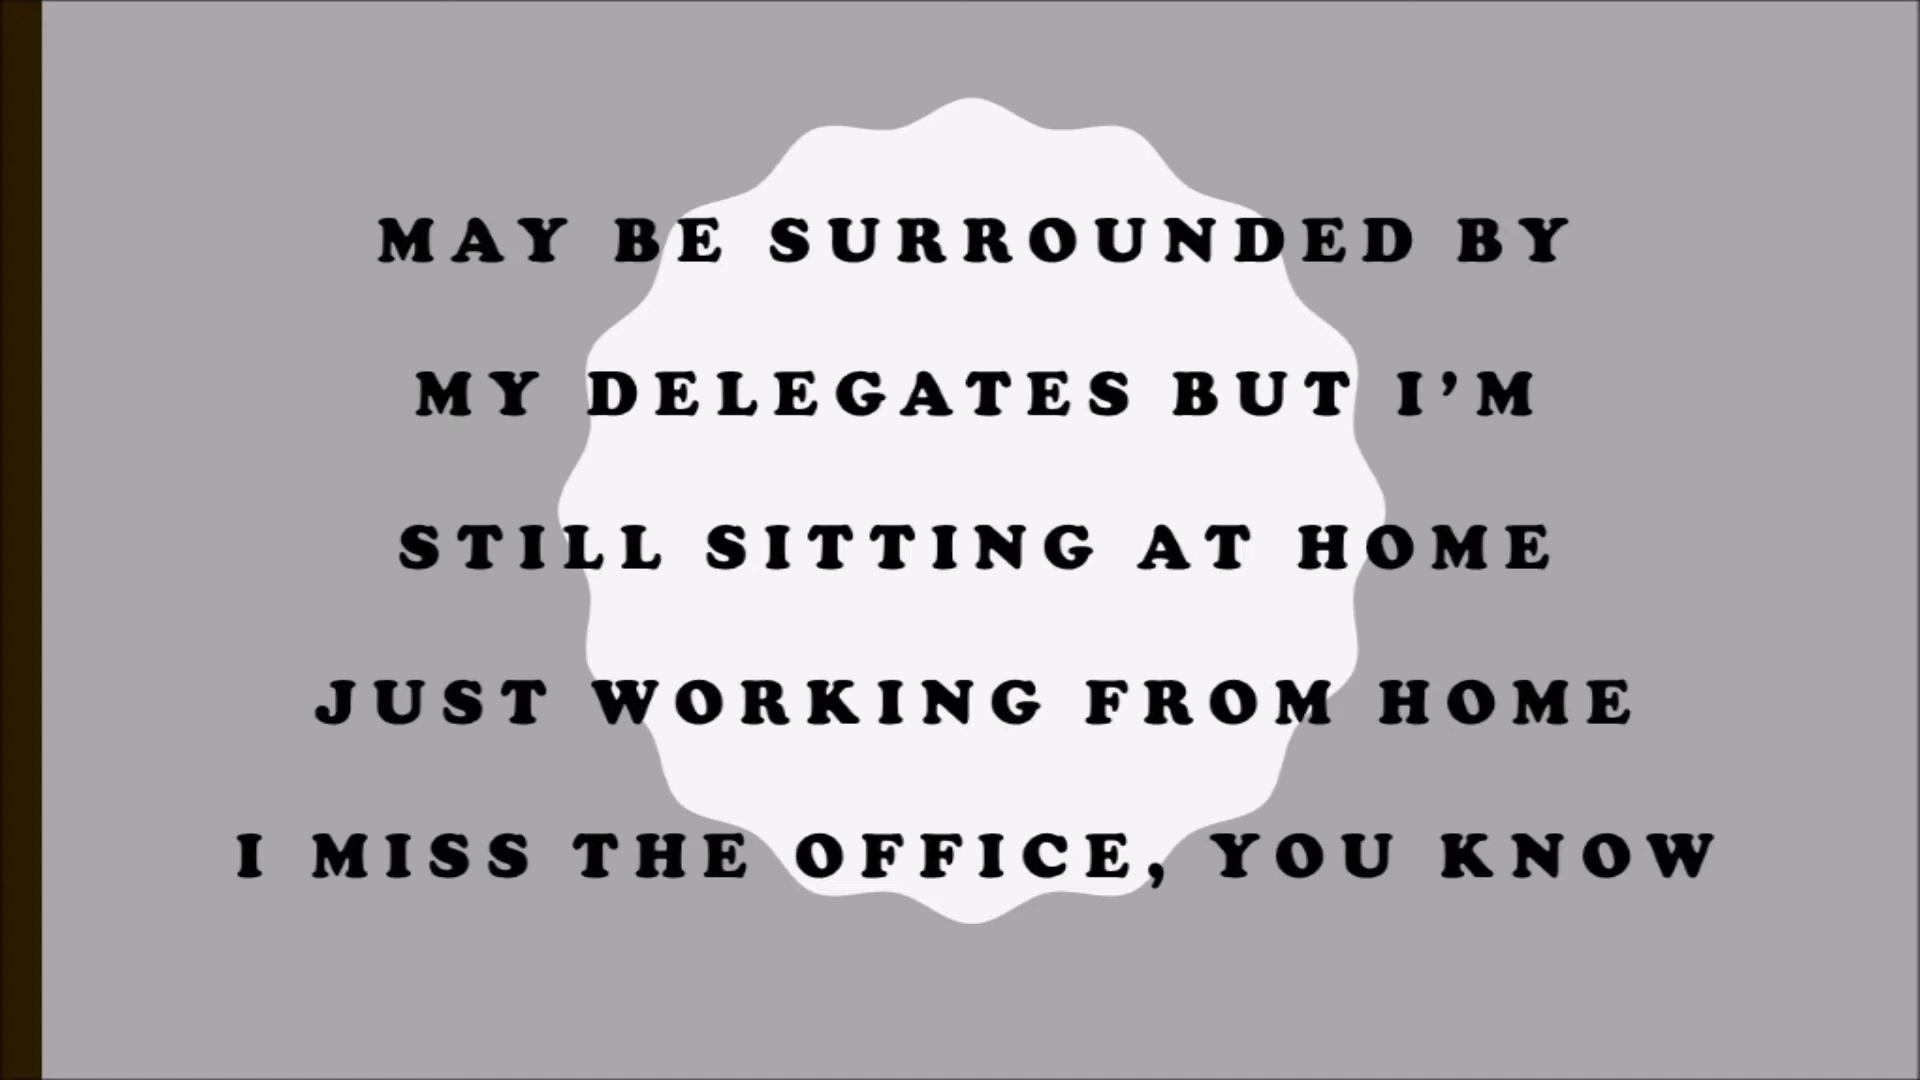 MAY BE SURROUNDED BY
MY DELEGATES BUT I’M
STILL SITTING AT HOME
JUST WORKING FROM HOME
I MISS THE OFFICE, YOU KNOW